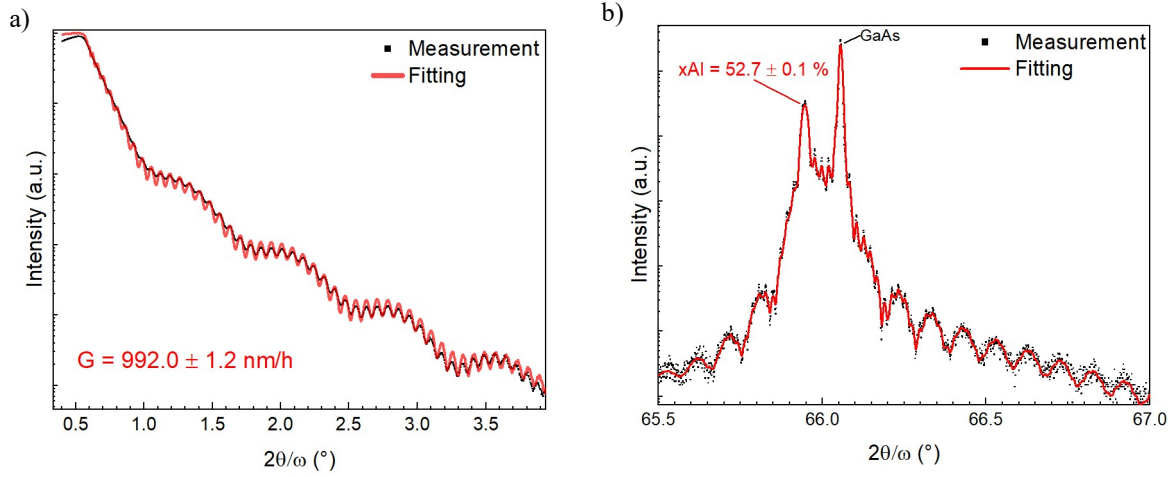 a)
Measurement
Fitting
G = 992.0 ± 1.2 nm/h
Intensity (a.u.)
0.5 1.0 1.5 2.0 2.5 3.0 3.5
2θ/ω (°)
b)
GaAs
Measurement
Fitting
xAl = 52.7 ± 0.1 %
Intensity (a.u.)
65.5 66.0 66.5 67.0
2θ/ω (°)